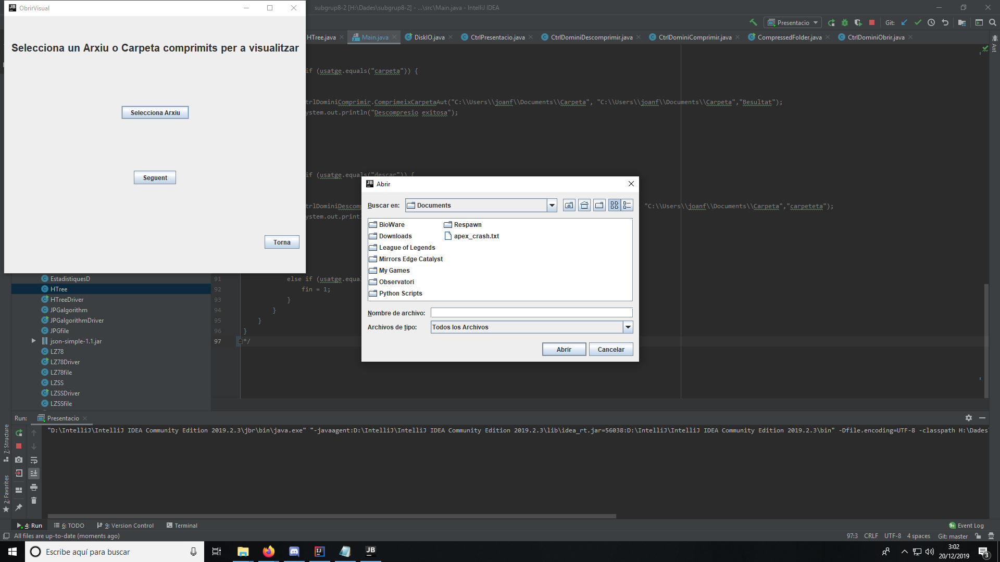 ObrirVisual
subgrup8-2 [H:\Dades\subgrup8-2] - ...\src\Main.java - IntelliJ IDEA
Presentacio
Git:
HTree.java
Main.java
DiskIO.java
CtrlPresentacio.java
CtrlDominiDescomprimir.java
CtrlDominiComprimir.java
CompressedFolder.java
CtrlDominiObrir.java
Ant
Selecciona un Arxiu o Carpeta comprimits per a visualitzar
Selecciona Arxiu
Seguent
Torna
if (usatge.equals("carpeta")) {
trlDominiComprimir.ComprimeixCarpetaAut("C:\\Users\\joanf\\Documents\\Carpeta", "C:\\Users\\joanf\\Documents\\Carpeta","Besultat");
ystem.out.println("Descompresio exitosa");
if (usatge.equals("descar")) {
trlDominiDescomp
"C:\\Users\\joanf\\Documents\\Carpeta","carpeteta");
ystem.out.printl
91 else if (usatge.equal
92 fin = 1;
93 }
94 }
95 }
96 }
97 */
Abrir
Buscar en:
Documents
BioWare
Downloads
League of Legends
Mirrors Edge Catalyst
My Games
Observatori
Python Scripts
Respawn
apex_crash.txt
Nombre de archivo:
Archivos de tipo:
Todos los Archivos
Abrir
Cancelar
EstadistiquesD
HTree
HTreeDriver
JPGalgorithm
JPGalgorithmDriver
JPGfile
json-simple-1.1.jar
LZ78
LZ78Driver
LZ78file
LZSS
LZSSDriver
LZSSfile
Run:
Presentacio
"D:\IntelliJ\IntelliJ IDEA Community Edition 2019.2.3\jbr\bin\java.exe" "-javaagent:D:\IntelliJ\IntelliJ IDEA Community Edition 2019.2.3\lib\idea_rt.jar=56038:D:\IntelliJ\IntelliJ IDEA Community Edition 2019.2.3\bin" -Dfile.encoding=UTF-8 -classpath H:\Dades
7: Structure
2: Favorites
4: Run
6: TODO
9: Version Control
Terminal
9+
Event Log
All files are up-to-date (moments ago)
97:3
CRLF
UTF-8
4 spaces
Git: master
Escribe aquí para buscar
3:02
20/12/2019
3